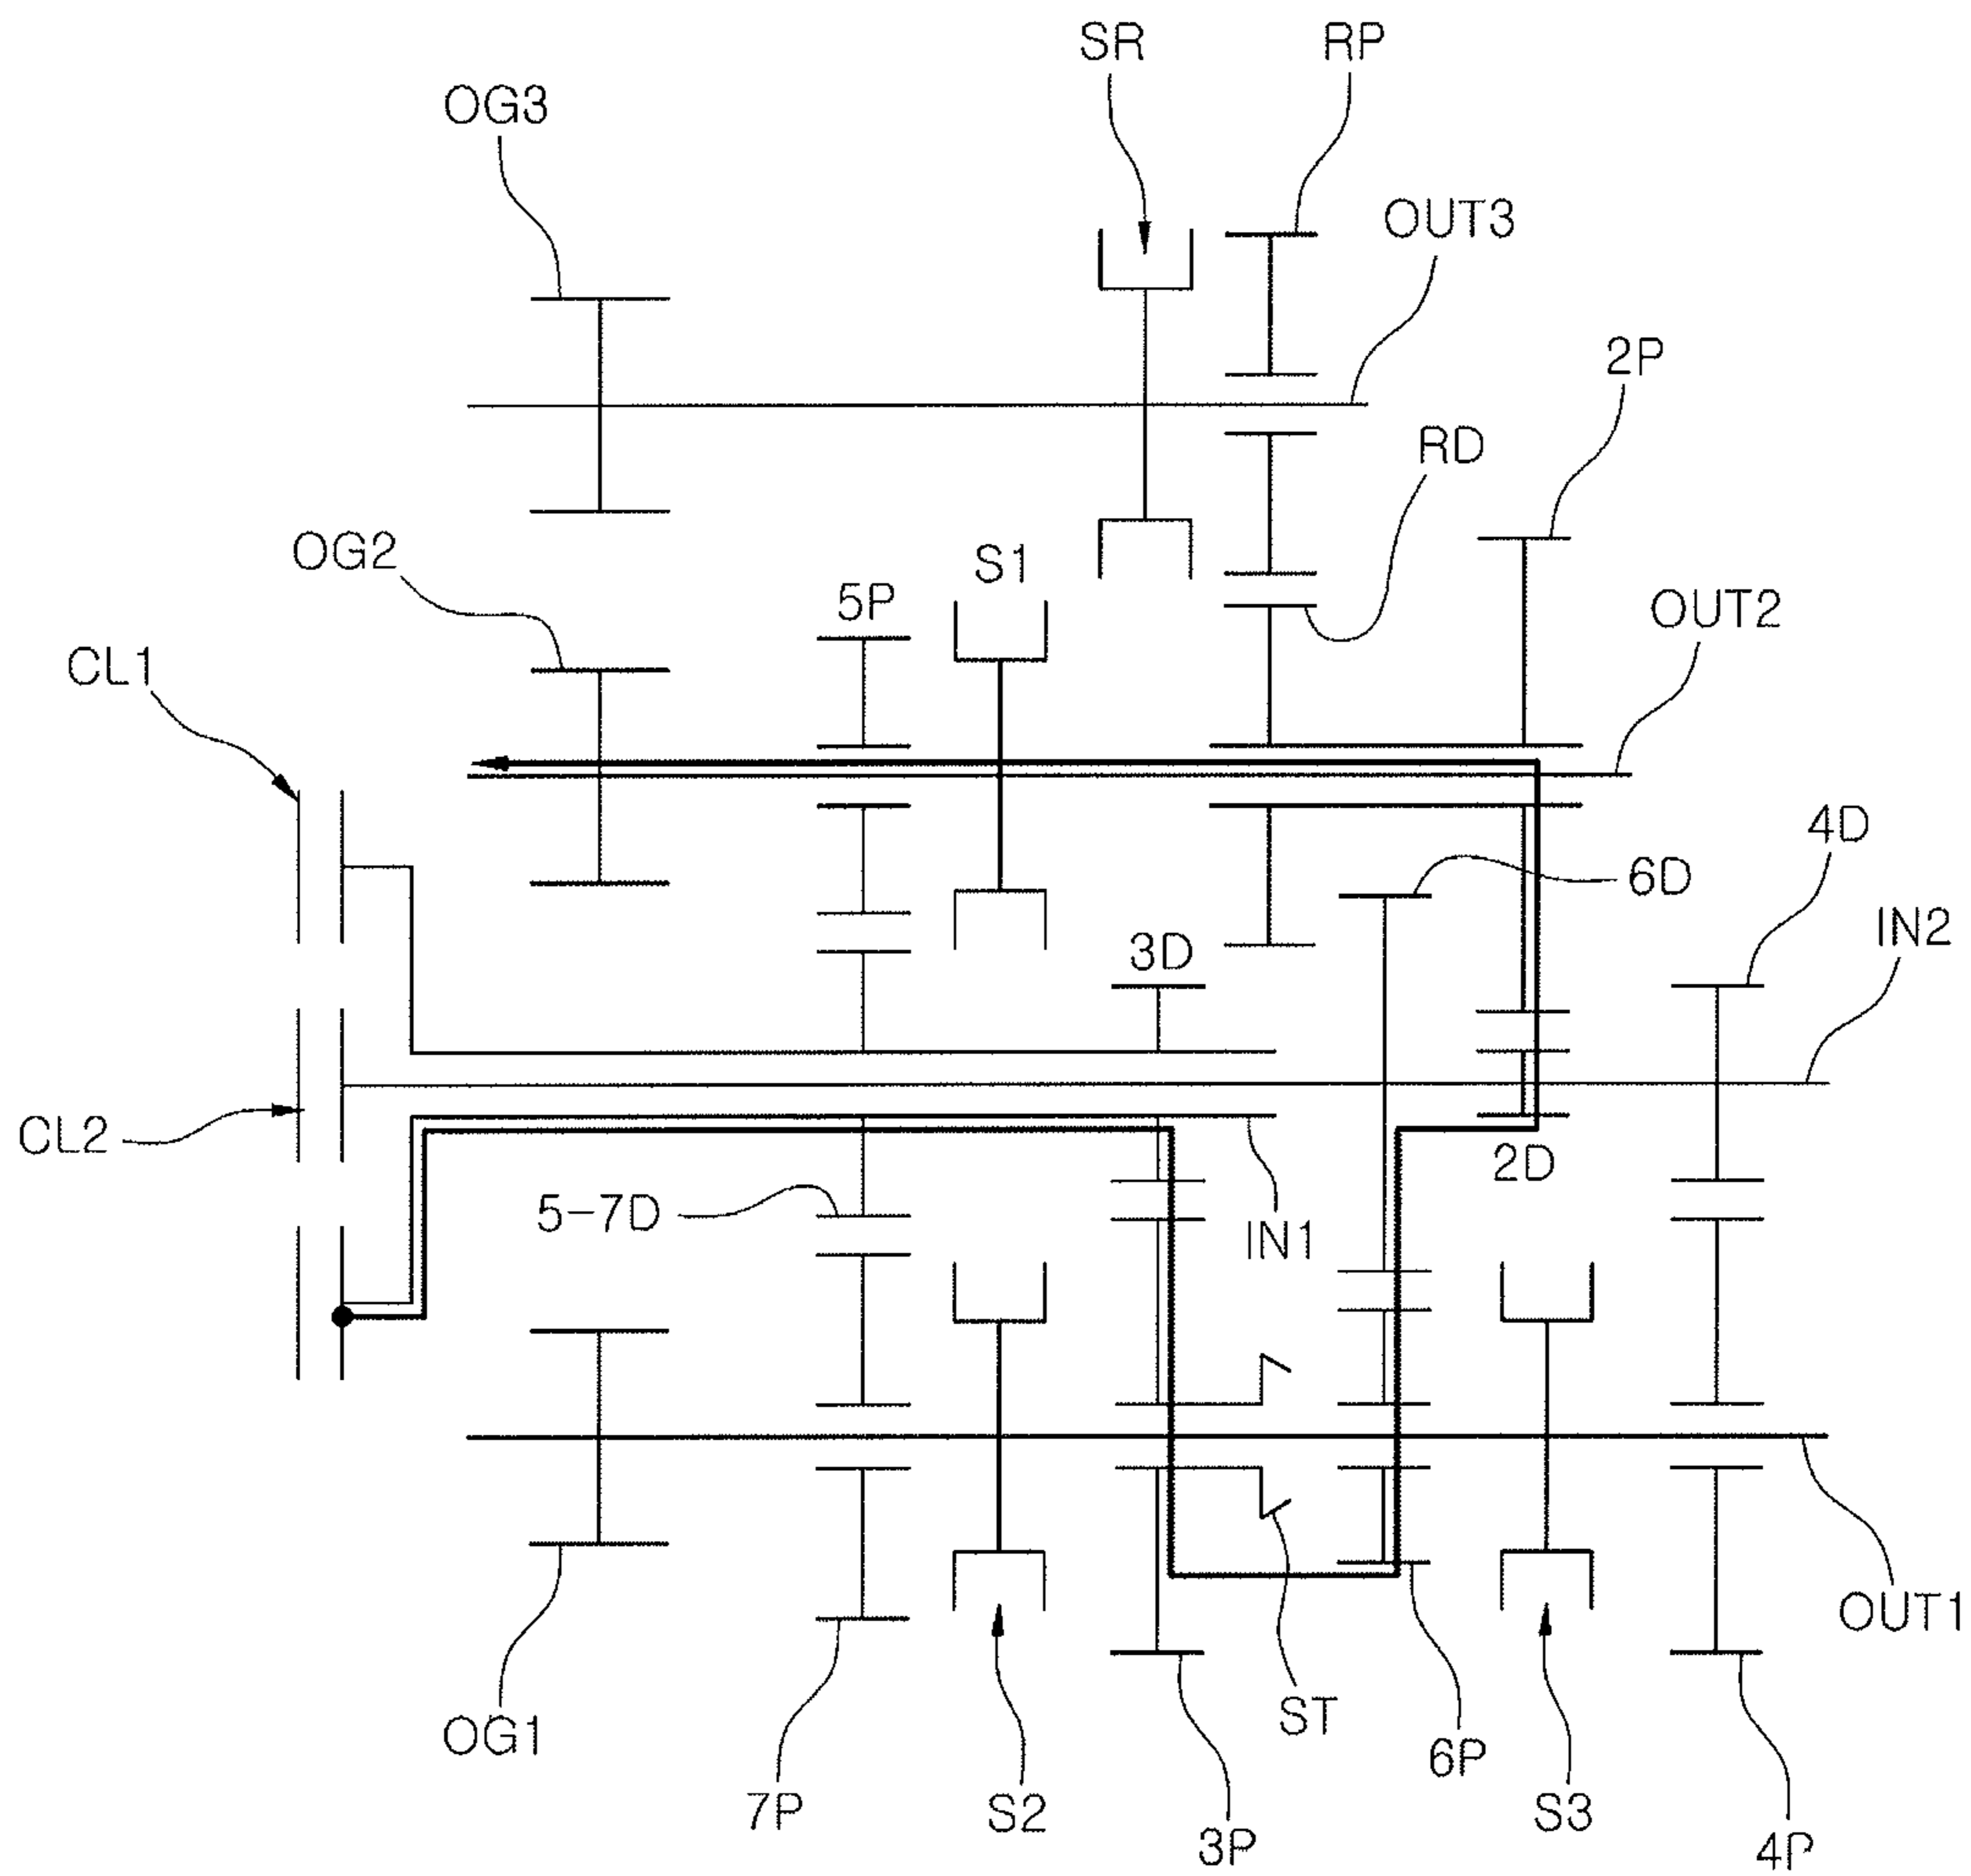 SR
RP
OG3
OUT3
2P
RD
OG2
S1
5P
OUT2
CL1
4D
6D
IN2
3D
CL2
2D
5-7D
IN1
OUT1
ST
OG1
6P
7P
S2
S3
3P
4P